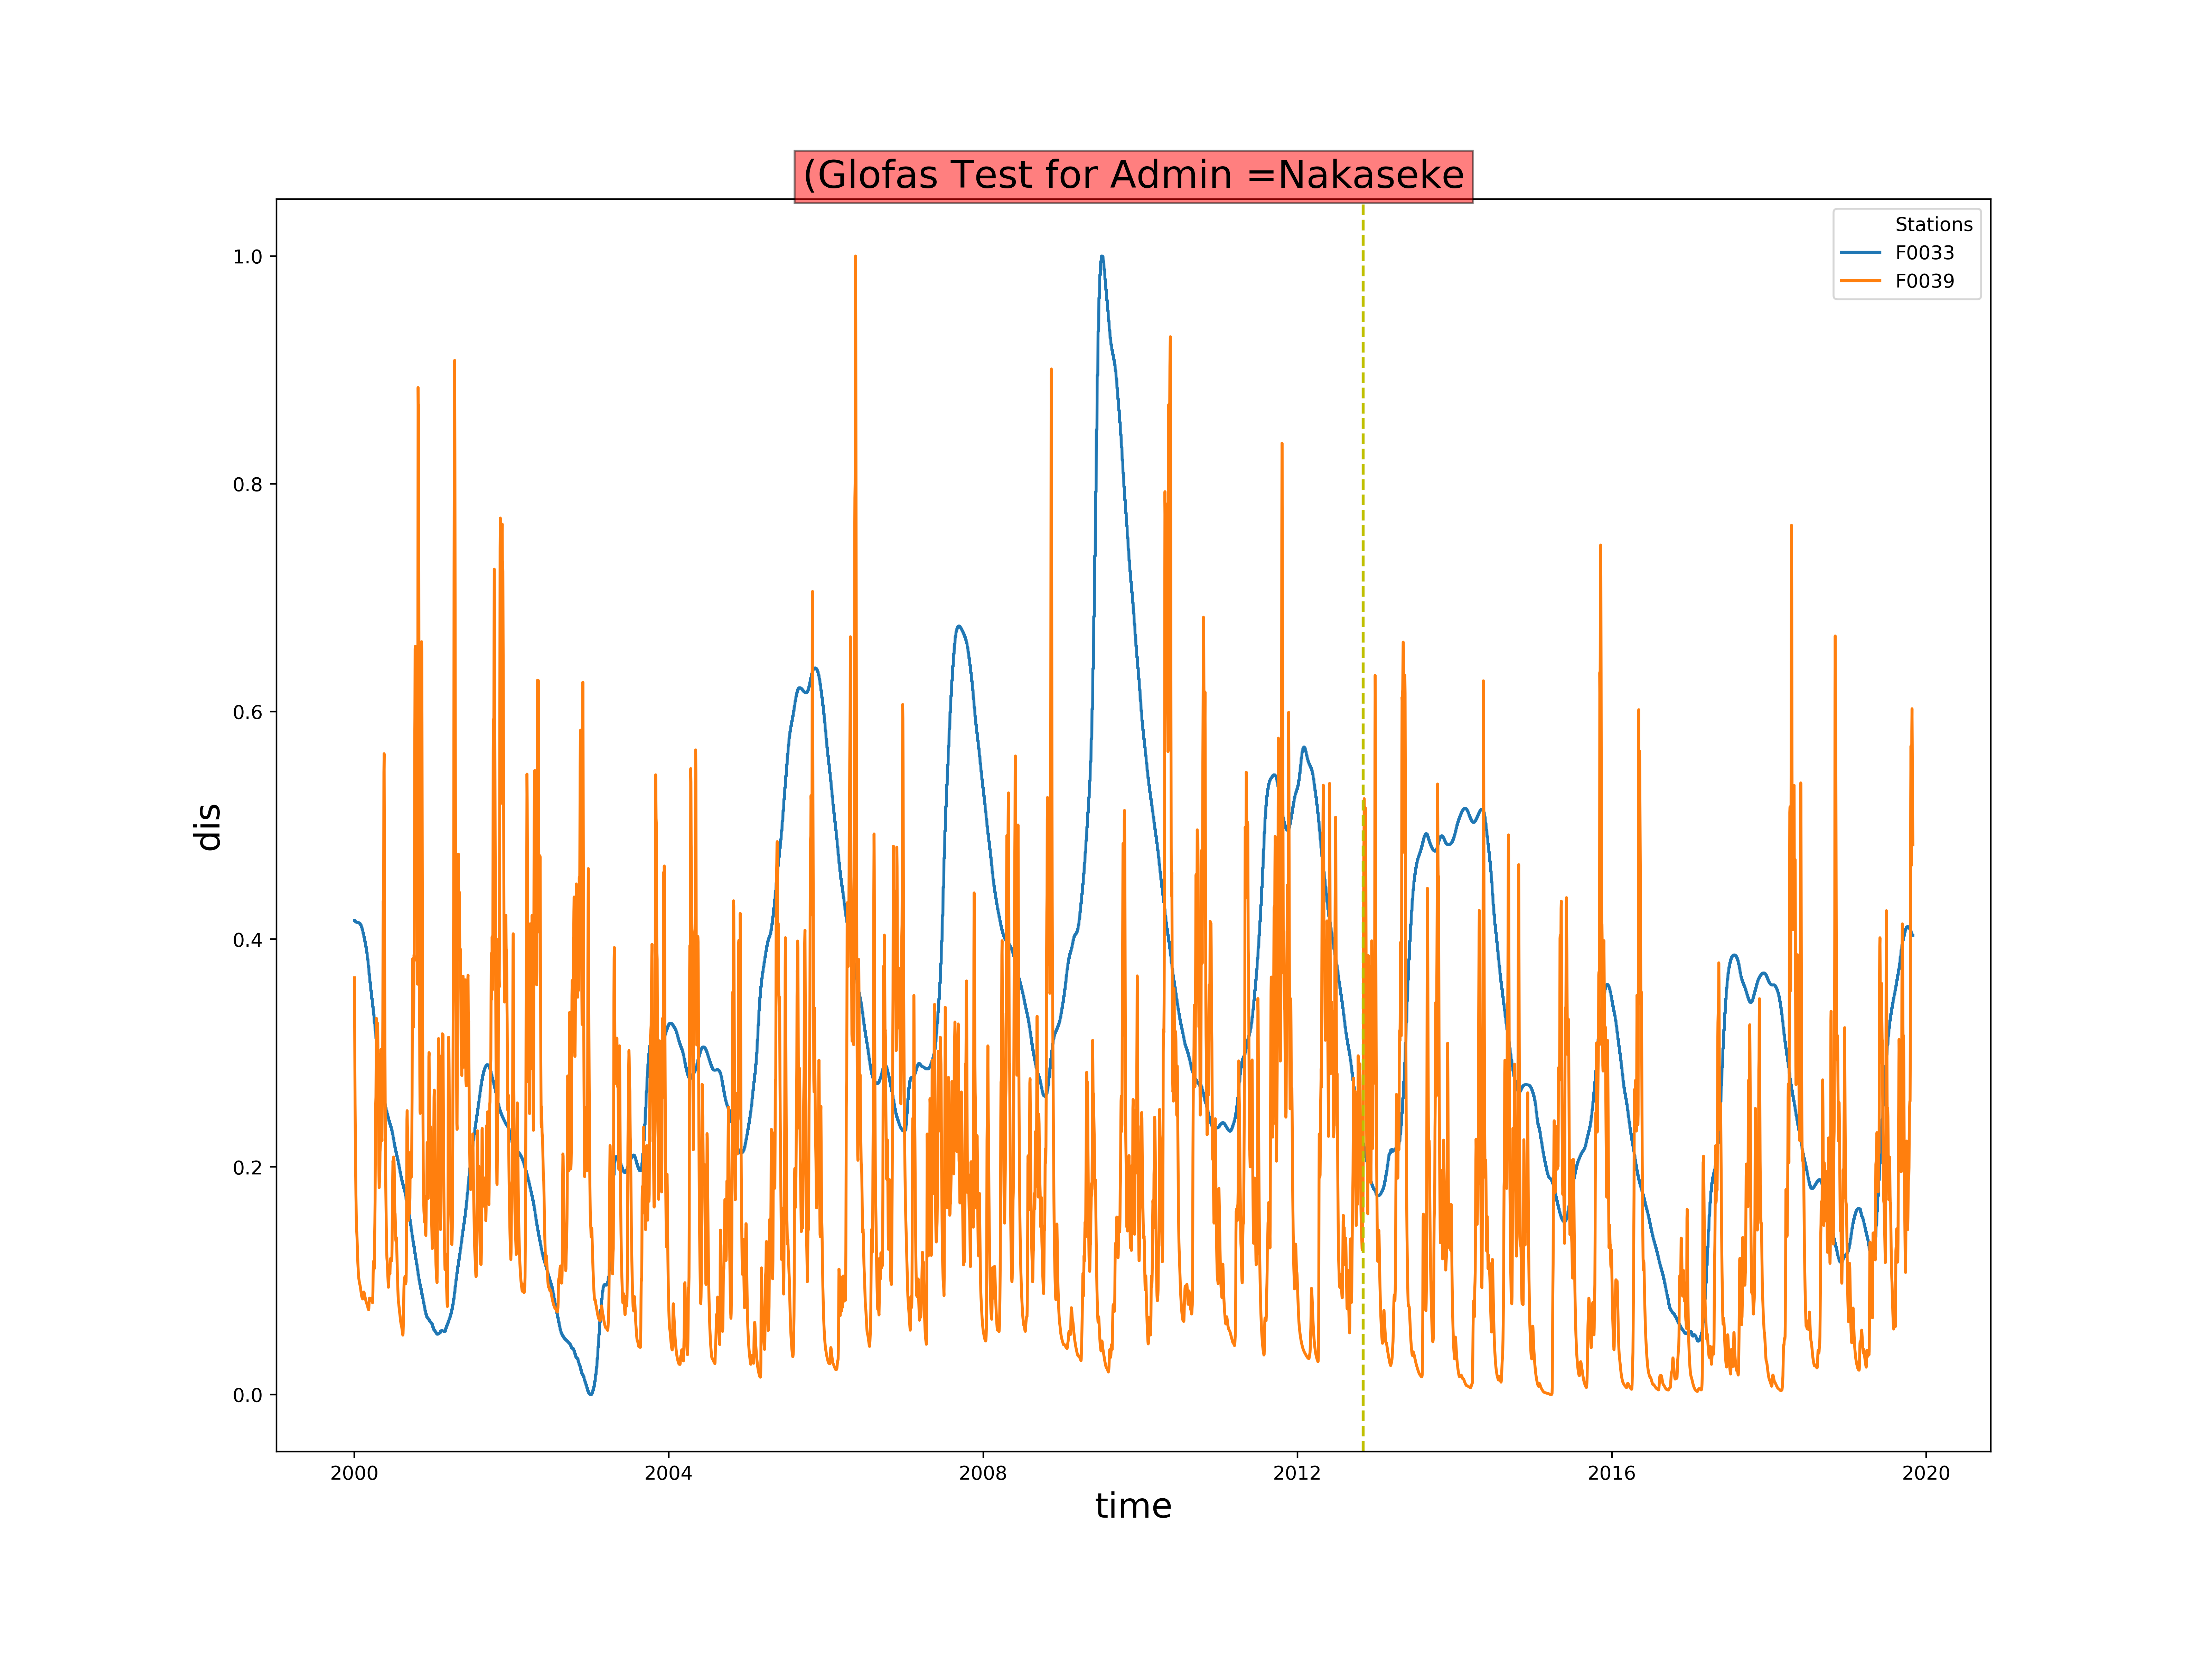 (Glofas Test for Admin =Nakaseke
Stations
F0033
F0039
1.0
0.8
0.6
0.4
0.2
0.0
dis
2000 2004 2008 2012 2016 2020
time